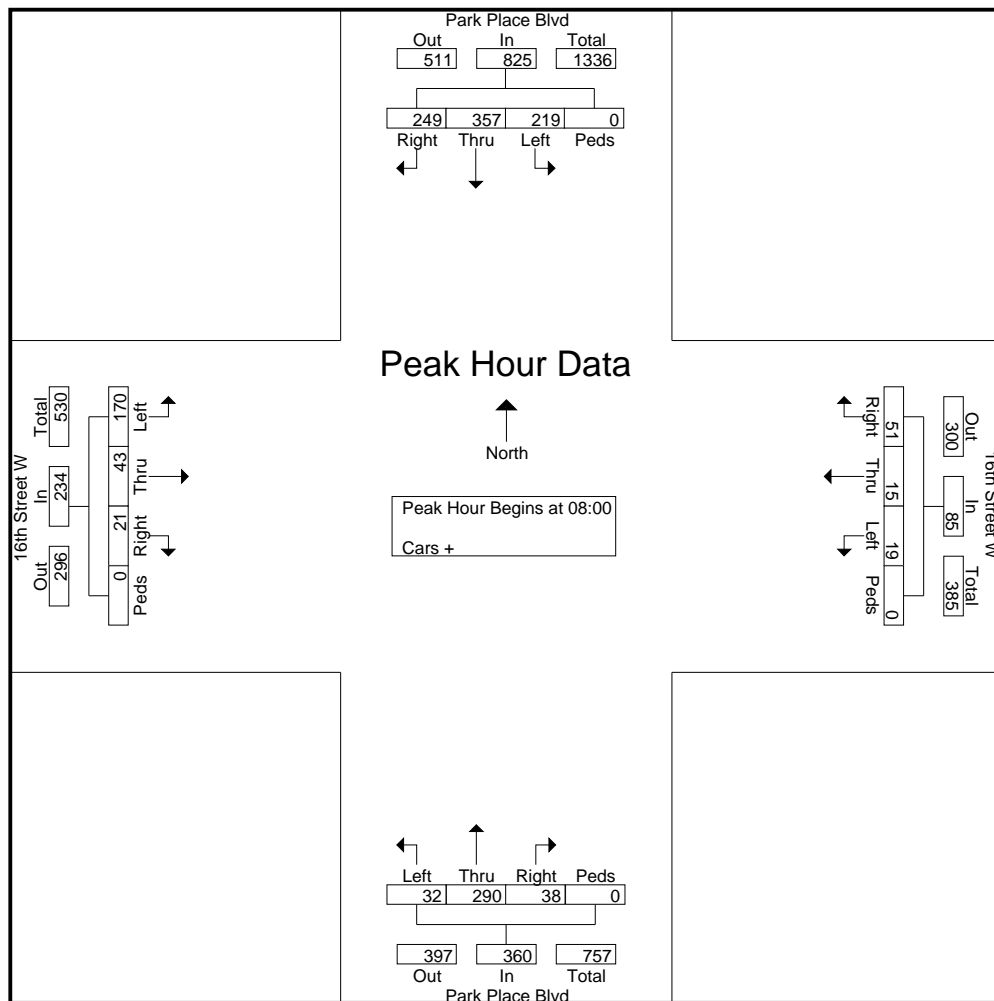 Park Place Blvd
Out In Total
511 825 1336
249 357 219 0
Right Thru Left Peds
Peak Hour Data
North
Peak Hour Begins at 08:00
Cars +
16th Street W
Out In Total
296 234 530
Peds Right Thru Left
0 21 43 170
16th Street W
Out In Total
300 85 385
51 15 19 0
Right Thru Left Peds
Left Thru Right Peds
32 290 38 0
397 360 757
Out In Total
Park Place Blvd